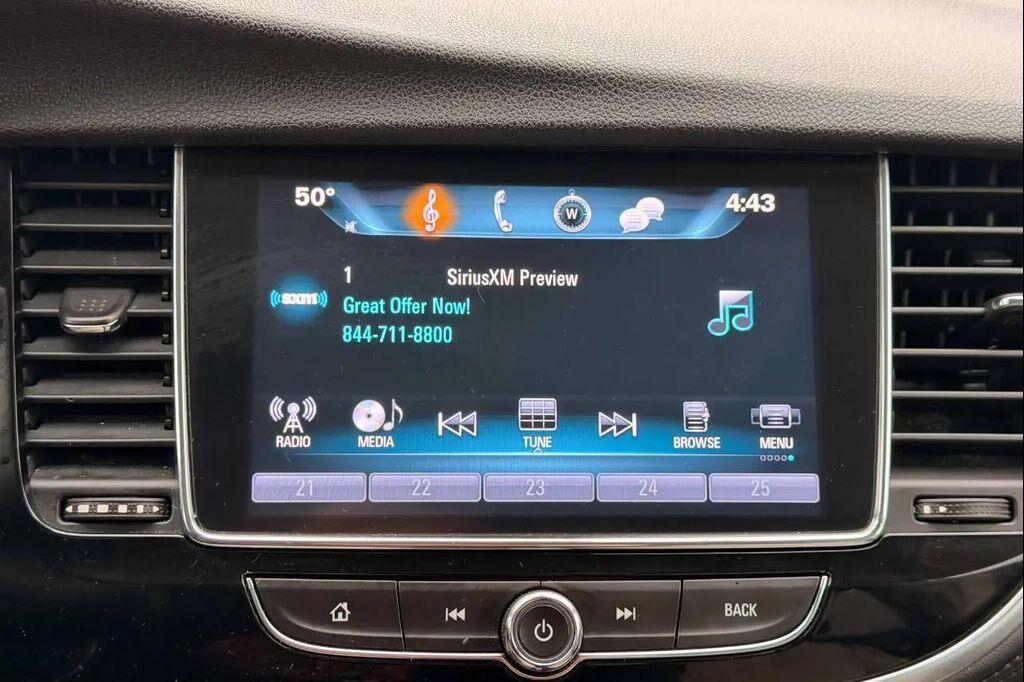 50°
W
4:43
1 SiriusXM Preview
((sxm))
Great Offer Now!
844-711-8800
RADIO
MEDIA
TUNE
BROWSE
MENU
21 22 23 24 25
BACK